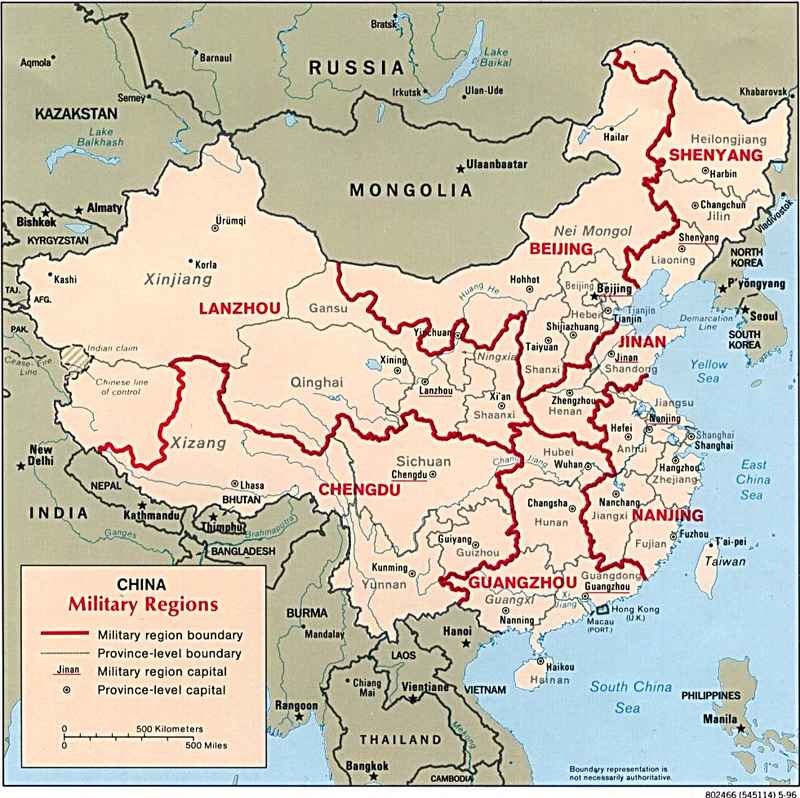 Bratsk
Aqmola
Barnaul
RUSSIA
Lake
Baikal
Semey
Irkutsk
Ulan-Ude
Khabarovsk
KAZAKSTAN
Lake
Balkhash
Hailar
Heilongjiang
SHENYANG
Harbin
Ulaanbaatar
MONGOLIA
Almaty
Bishkek
KYRGYZSTAN
Ürümqi
Changchun
Jilin
Vladivostok
Nei Mongol
BEIJING
Shenyang
Liaoning
NORTH
KOREA
Korla
Kashi
Xinjiang
TAJ.
AFG.
LANZHOU
Gansu
Huang He
Hohhot
Beijing
Beijing
Tianjin
Tianjin
Hebei
P'yŏngyang
Demarcation
Line
Seoul
SOUTH
KOREA
PAK.
Cease-Fire
Line
Indian claim
Chinese line
of control
Yinchuan
Ningxia
Shijiazhuang
Taiyuan
Shanxi
JINAN
Jinan
Shandong
Yellow
Sea
Qinghai
Xining
Lanzhou
Xi'an
Shaanxi
Zhengzhou
Henan
Jiangsu
Nanjing
Hefei
Anhui
Shanghai
Shanghai
New
Delhi
Xizang
Sichuan
Chengdu
CHENGDU
Chang Jiang
Hubei
Wuhan
Hangzhou
Zhejiang
East
China
Sea
NEPAL
Lhasa
BHUTAN
Kathmandu
Thimphu
Brahmaputra
INDIA
Ganges
BANGLADESH
Changsha
Hunan
Nanchang
Jiangxi
NANJING
Fuzhou
Fujian
T'ai-pei
Taiwan
Guiyang
Guizhou
Kunming
Yunnan
GUANGZHOU
Guangdong
Guangzhou
Guangxi
Xi
Jiang
Nanning
Hong Kong
(U.K.)
Macau
(PORT.)
CHINA
Military Regions
Military region boundary
Province-level boundary
Jinan
Military region capital
Province-level capital
0 500 Kilometers
0 500 Miles
BURMA
Mandalay
Hanoi
LAOS
Chiang
Mai
Vientiane
VIETNAM
Haikou
Hainan
South China
Sea
PHILIPPINES
Manila
Rangoon
THAILAND
Mekong
Bangkok
CAMBODIA
Boundary representation is
not necessarily authoritative.
802466 (545114) 5-96